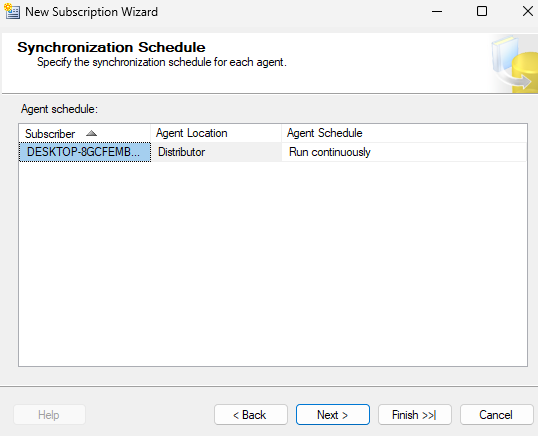 New Subscription Wizard
Synchronization Schedule
Specify the synchronization schedule for each agent.
Agent schedule:
Subscriber Agent Location Agent Schedule
DESKTOP-8GCFEMB... Distributor Run continuously
Help < Back Next > Finish >>| Cancel